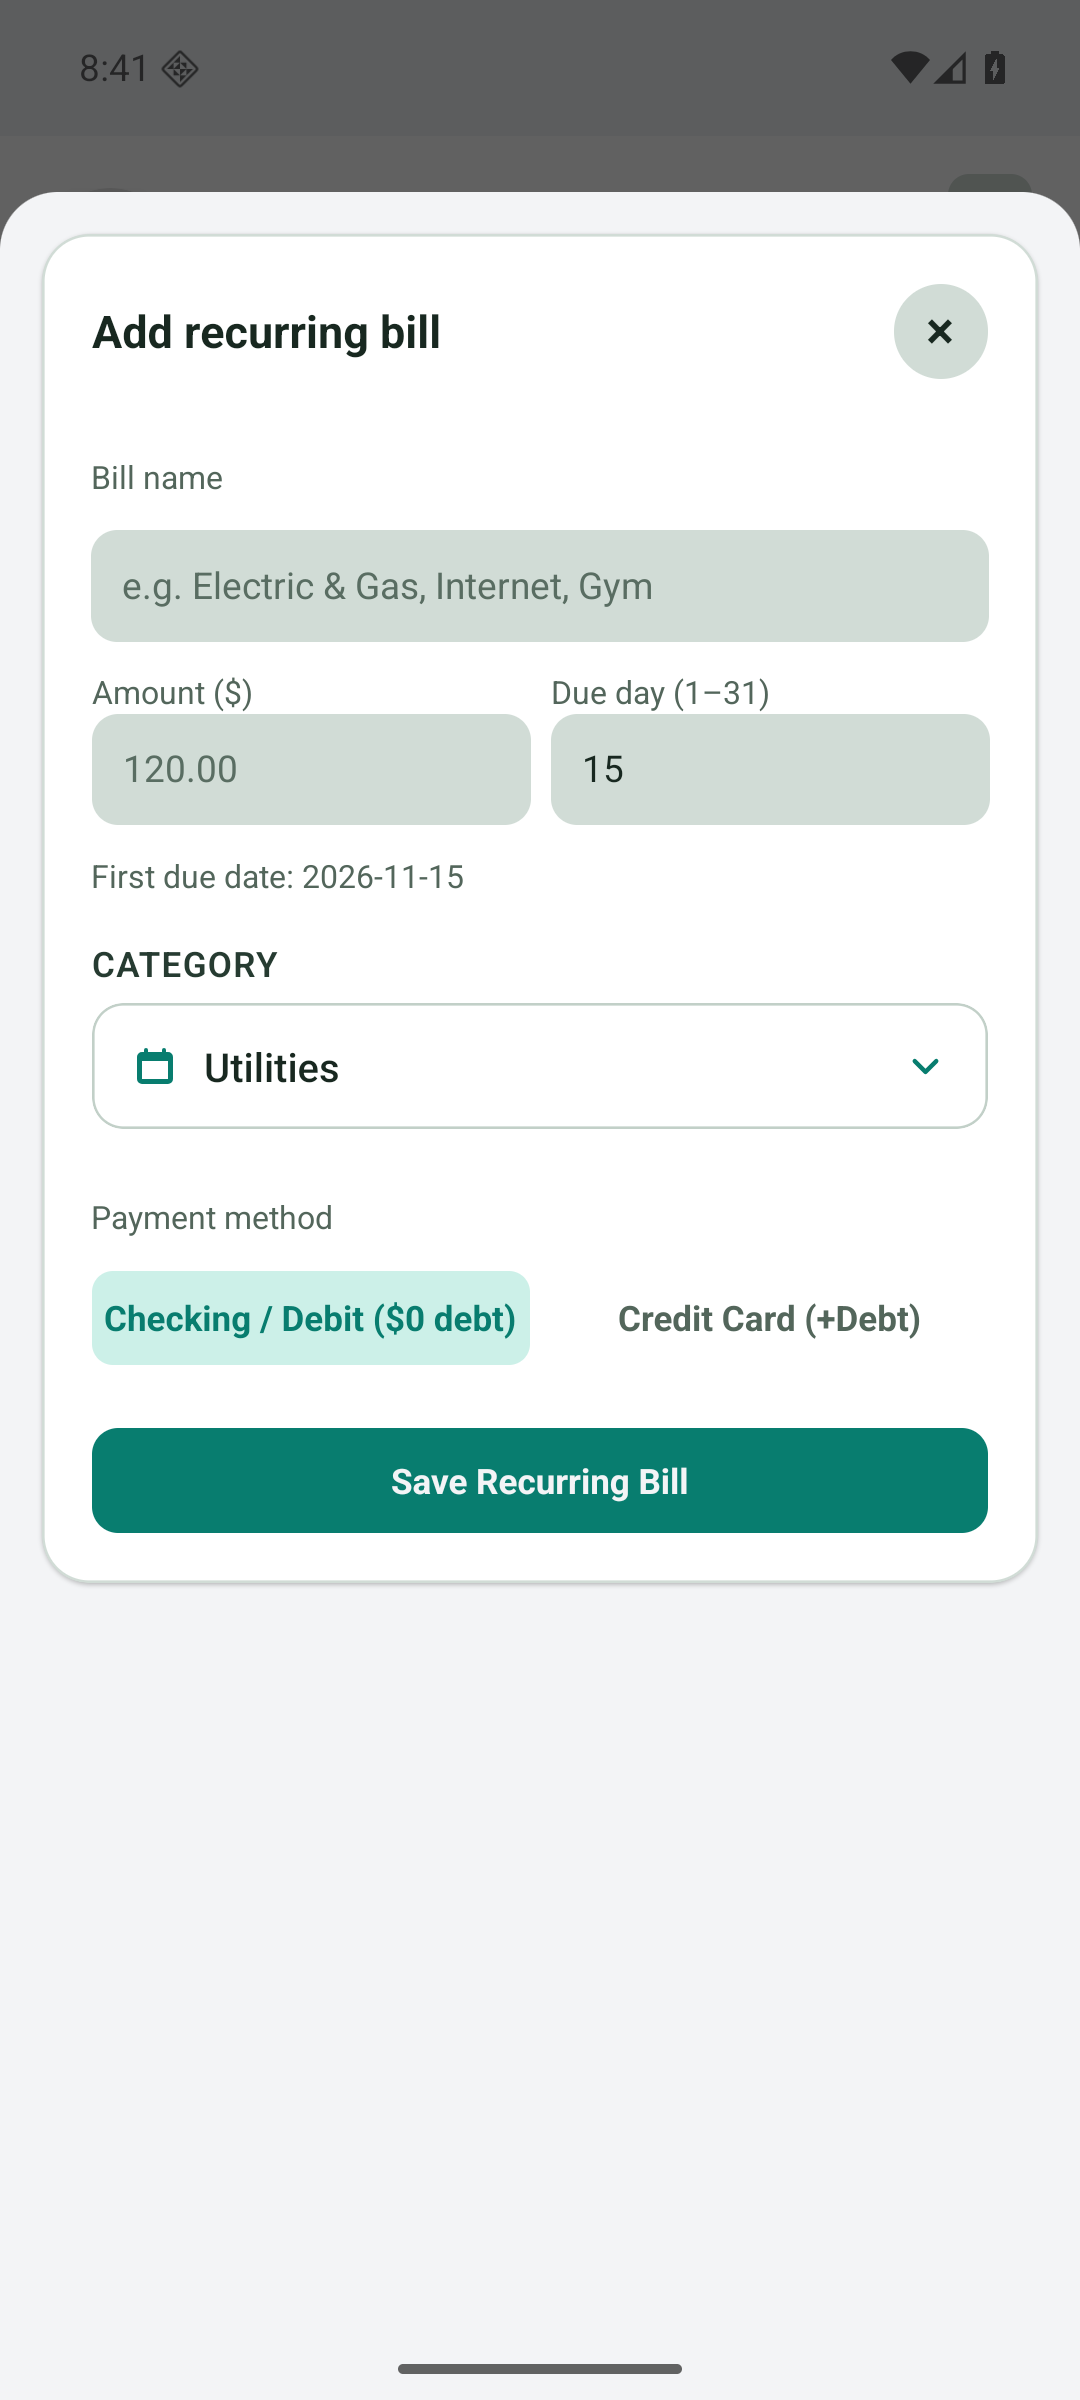 8:41
Add recurring bill
Bill name
e.g. Electric & Gas, Internet, Gym
Amount ($)
Due day (1–31)
120.00
15
First due date: 2026-11-15
CATEGORY
Utilities
Payment method
Checking / Debit ($0 debt)
Credit Card (+Debt)
Save Recurring Bill